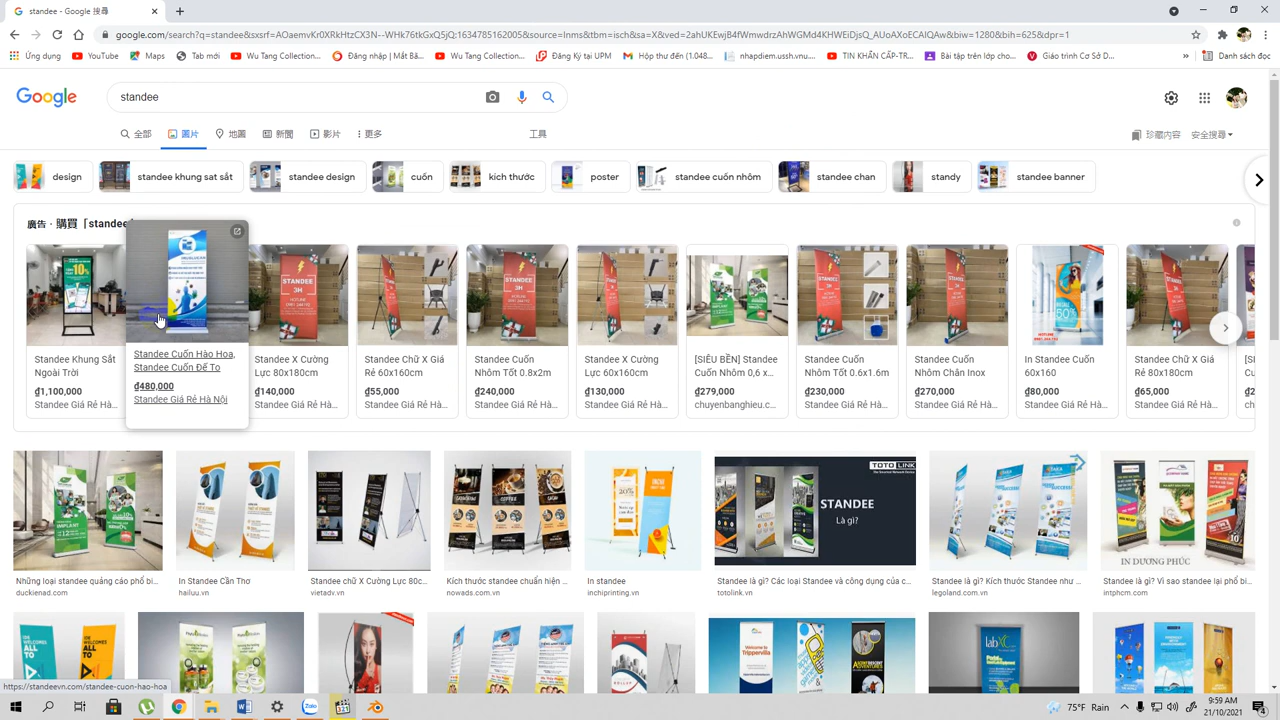 standee - Google 搜尋
google.com/search?q=standee&sxsrf=AOaemvKr0XRkHtzCX3N--WHk76tkGxQ5jQ:1634785162005&source=lnms&tbm=isch&sa=X&ved=2ahUKEwjB4fWmwdrzAhWGMd4KHWEiDjsQ_AUoAXoECAIQAw&biw=1280&bih=625&dpr=1
Ứng dụng YouTube Maps Tab mới Wu Tang Collection... Đăng nhập | Mắt Bã... Wu Tang Collection... Đăng Ký tại UPM Hộp thư đến (1.048... nhapdiem.ussh.vnu... TIN KHẨN CẤP-TR... Bài tập trên lớp cho... Giáo trình Cơ Sở D... » Danh sách đọc
Google
standee
全部 圖片 地圖 新聞 影片 更多 工具 珍藏內容 安全搜尋
design standee khung sat sắt standee design cuốn kich thước poster standee cuốn nhôm standee chan standy standee banner
廣告 · 購買「standee
Standee Khung Sắt Ngoài Trời
₫1,100,000
Standee Giá Rẻ Hà...
Standee Cuốn Hào Hoa, Standee Cuốn Đế To
₫480,000
Standee Giá Rẻ Hà Nội
Standee X Cường Lực 80x180cm
₫140,000
Standee Giá Rẻ Hà...
Standee Chữ X Giá Rẻ 60x160cm
₫55,000
Standee Giá Rẻ Hà...
Standee Cuốn Nhôm Tốt 0.8x2m
₫240,000
Standee Giá Rẻ Hà...
Standee X Cường Lực 60x160cm
₫130,000
Standee Giá Rẻ Hà...
[SIÊU BỀN] Standee Cuốn Nhôm 0,6 x...
₫279,000
chuyenbanghieu.c...
Standee Cuốn Nhôm Tốt 0.6x1.6m
₫230,000
Standee Giá Rẻ Hà...
Standee Cuốn Nhôm Chân Inox
₫270,000
Standee Giá Rẻ Hà...
In Standee Cuốn 60x160
₫80,000
Standee Giá Rẻ Hà...
Standee Chữ X Giá Rẻ 80x180cm
₫65,000
Standee Giá Rẻ Hà...
TOTO LINK
STANDEE
Là gì?
IN DƯƠNG PHÚC
Những loại standee quảng cáo phổ bi...
duckienad.com
In Standee Cần Thơ
hailuu.vn
Standee chữ X Cường Lực 80c...
vietadv.vn
Kích thước standee chuẩn hiện ...
nowads.com.vn
In standee
inchiprinting.vn
Standee là gì? Các loại Standee và công dụng của c...
totolink.vn
Standee là gì? Kích thước Standee như ...
legoland.com.vn
Standee là gì? Vì sao standee lại phổ bi...
intphcm.com
https://standeevn.com/standee-cuon-hao-hoa
75°F Rain
9:59 AM
21/10/2021